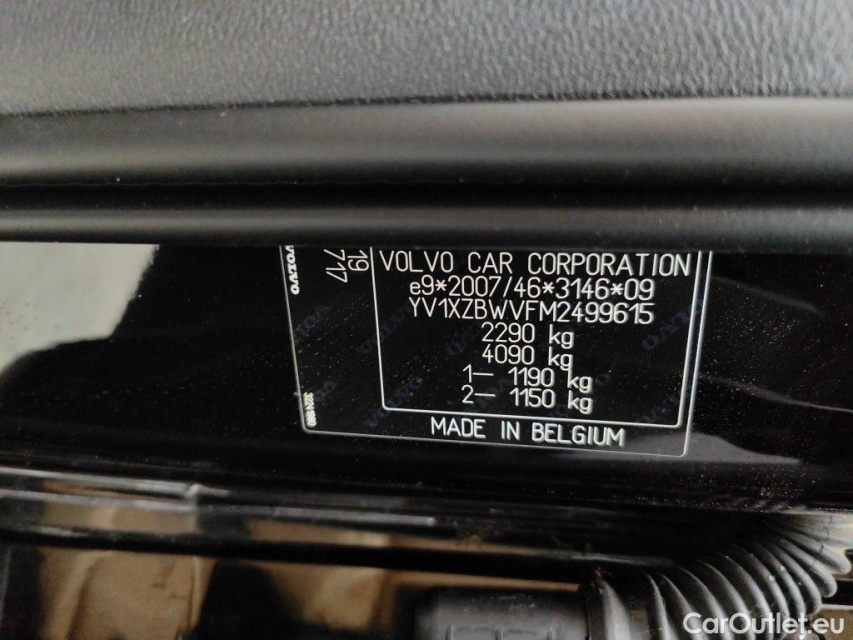 VOLVO
717
19
VOLVO CAR CORPORATION
e9*2007/46*3146*09
YV1XZBWVFM2499615
2290 kg
4090 kg
1— 1190 kg
2— 1150 kg
MADE IN BELGIUM
CarOutlet.eu